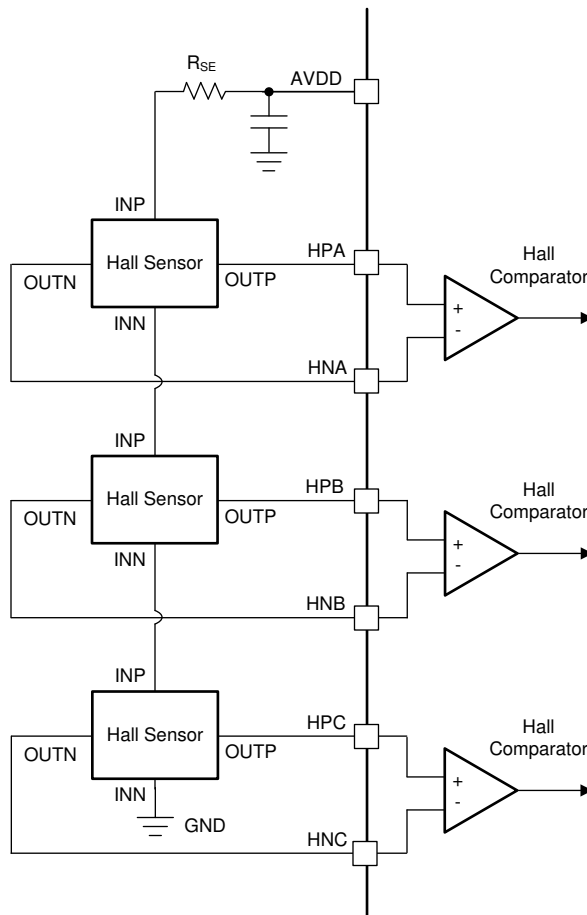 RSE
AVDD
INP
Hall Sensor
OUTN
OUTP
INN
HPA
HNA
Hall
Comparator
+
-
INP
Hall Sensor
OUTN
OUTP
INN
HPB
HNB
Hall
Comparator
+
-
INP
Hall Sensor
OUTN
OUTP
INN
GND
HPC
HNC
Hall
Comparator
+
-